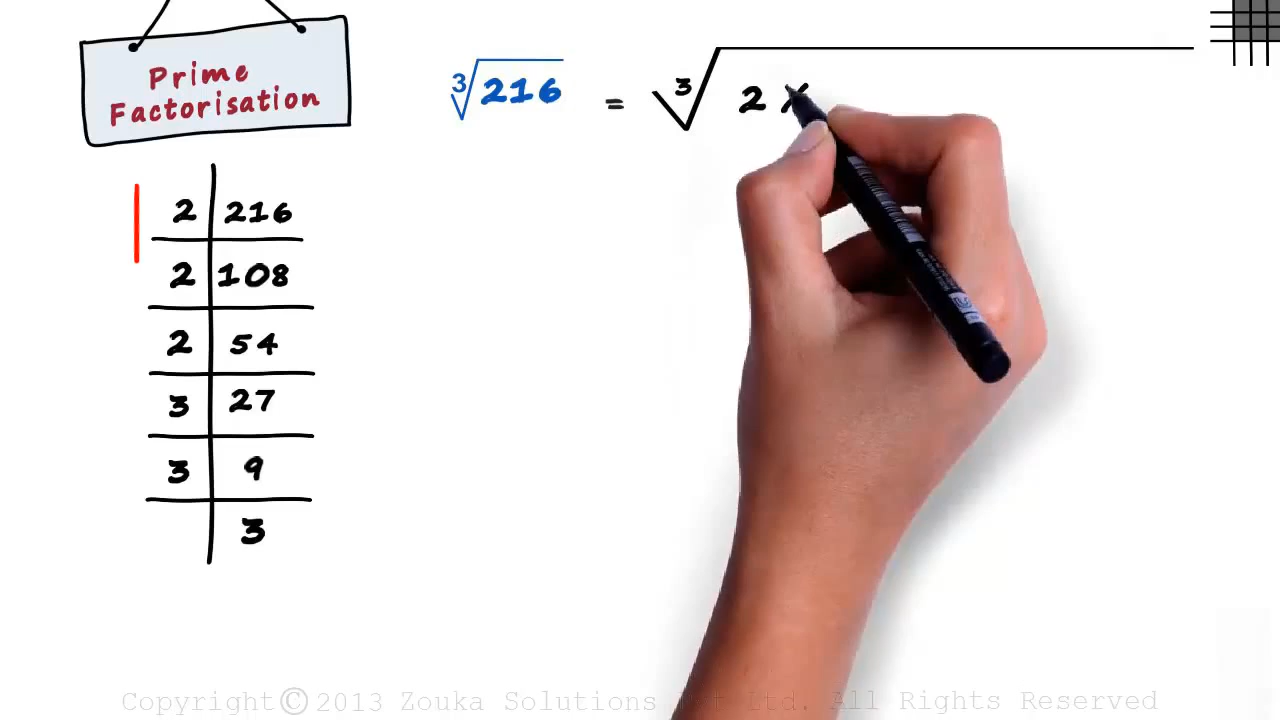 Prime
Factorisation
∛216 = ∛2 ×
2 216
2 108
2 54
3 27
3 9
3
Copyright© 2013 Zouka Solutions Ltd. All Rights Reserved